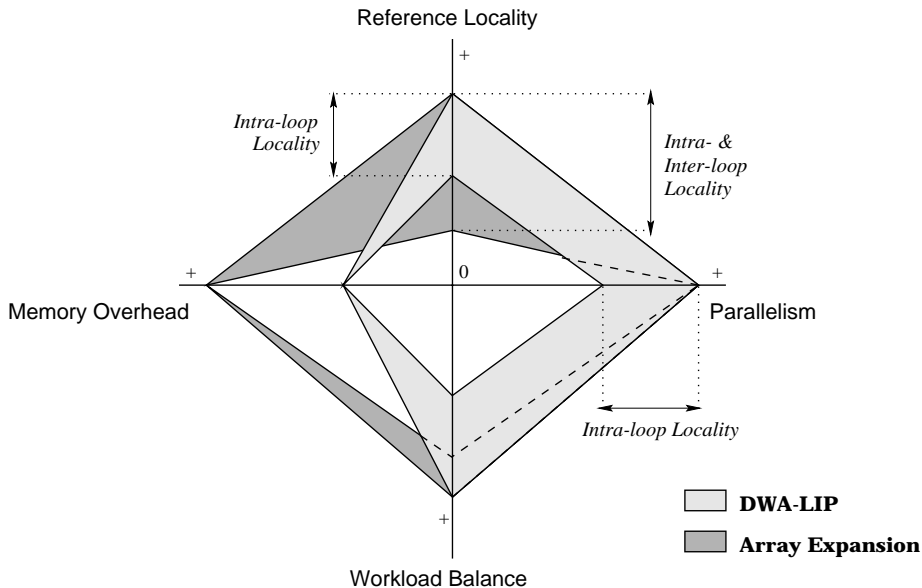 Reference Locality
+
Intra-loop
Locality
Intra- &
Inter-loop
Locality
+
0
+
Memory Overhead
Parallelism
Intra-loop Locality
+
DWA-LIP
Array Expansion
Workload Balance